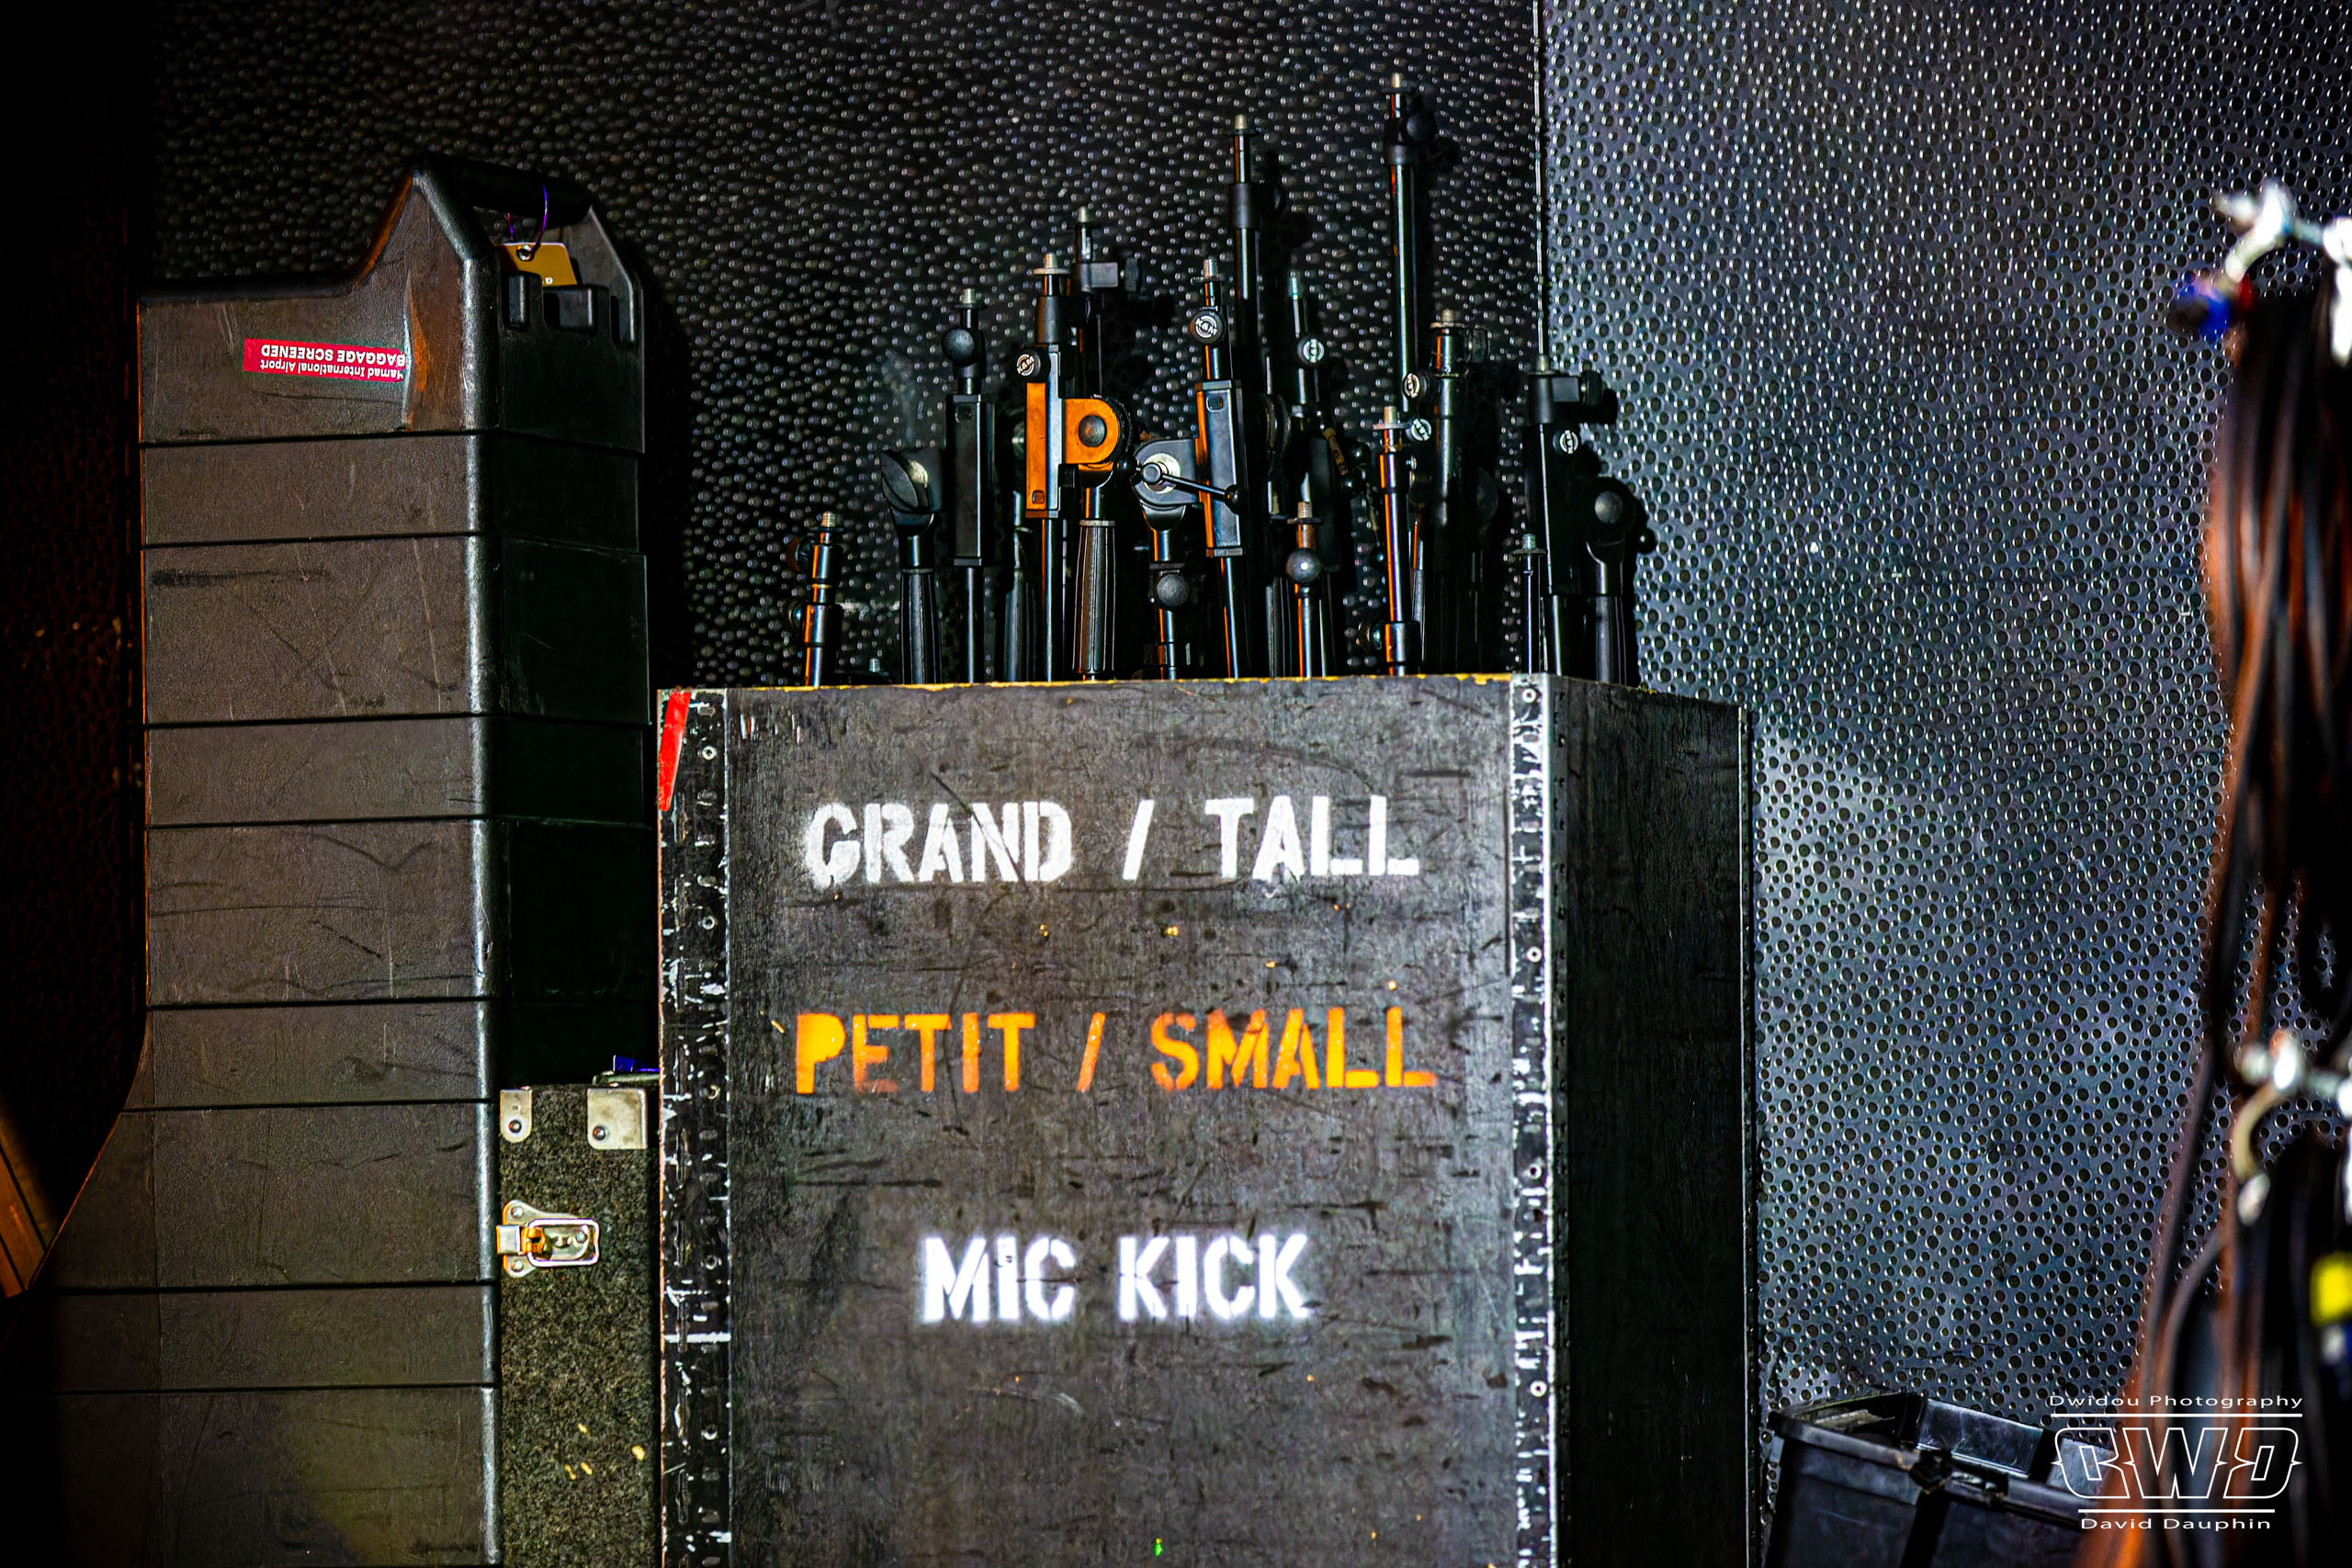 Hamad International Airport
BAGGAGE SCREENED
GRAND / TALL
PETIT / SMALL
MIC KICK
Dwidou Photography
DWD
David Dauphin